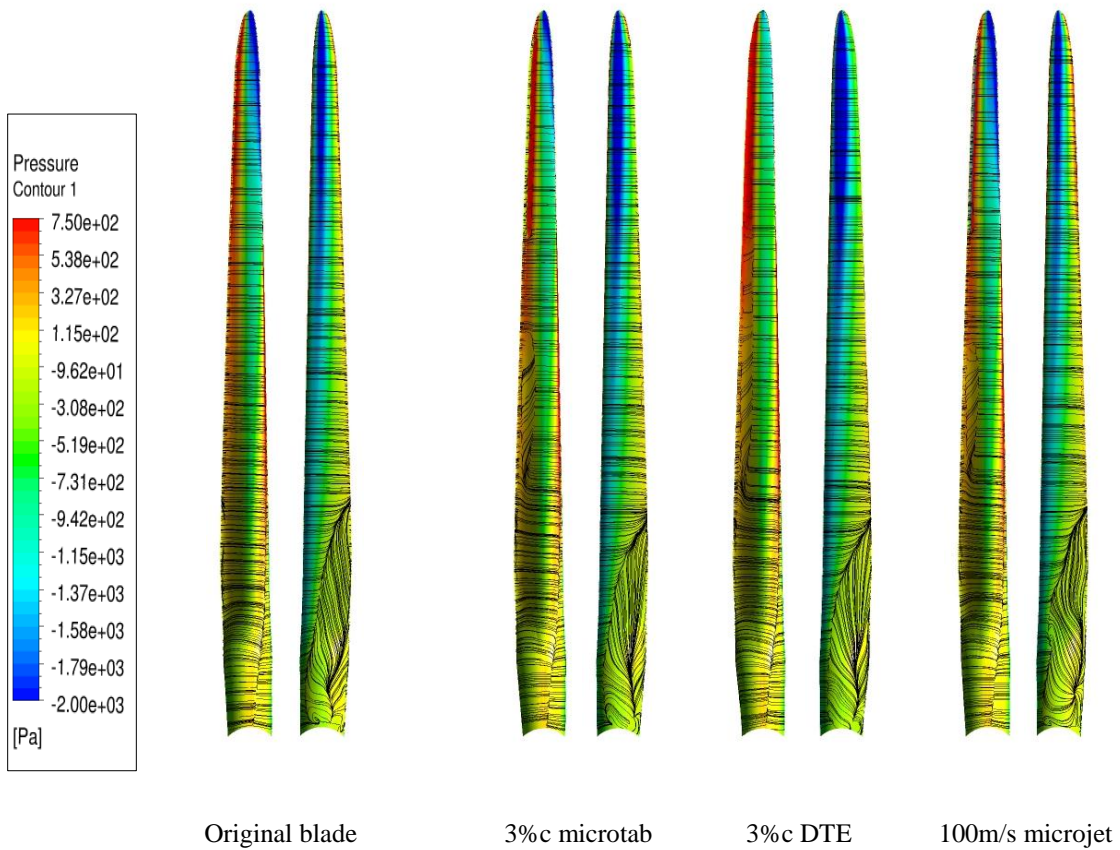 Pressure
Contour 1
7.50e+02
5.38e+02
3.27e+02
1.15e+02
-9.62e+01
-3.08e+02
-5.19e+02
-7.31e+02
-9.42e+02
-1.15e+03
-1.37e+03
-1.58e+03
-1.79e+03
-2.00e+03
[Pa]
Original blade 3%c microtab 3%c DTE 100m/s microjet